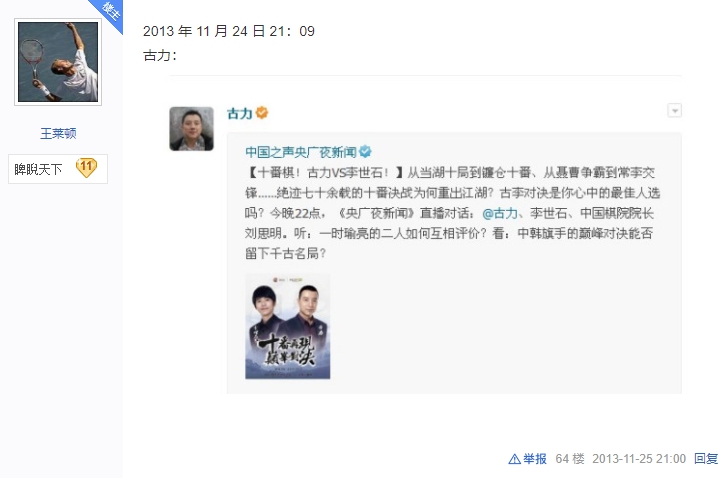 楼主
王莱顿
睥睨天下 11
2013 年 11 月 24 日 21：09
古力：
古力
中国之声央广夜新闻
【十番棋！古力VS李世石！】从当湖十局到镰仓十番、从聂曹争霸到常李交
锋……绝迹七十余载的十番决战为何重出江湖？古李对决是你心中的最佳人选
吗？今晚22点，《央广夜新闻》直播对话：@古力、李世石、中国棋院院长
刘思明。听：一时瑜亮的二人如何互相评价？看：中韩旗手的巅峰对决能否
留下千古名局？
十番再现
巅峰对决
举报 64 楼 2013-11-25 21:00 回复